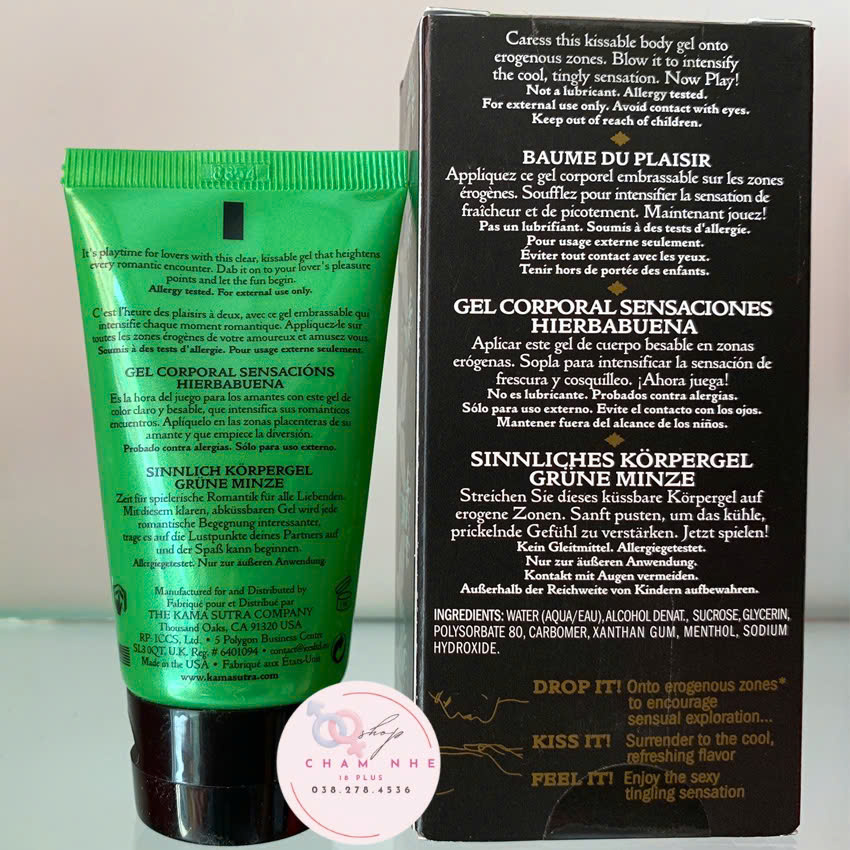 8854
It's playtime for lovers with this clear, kissable gel that heightens
every romantic encounter. Dab it on to your lover's pleasure
points and let the fun begin.
Allergy tested. For external use only.
C'est l'heure des plaisirs à deux, avec ce gel embrassable qui
intensifie chaque moment romantique. Appliquez-le sur
toutes les zones érogènes de votre amoureux et amusez vous.
Soumis à des tests d'allergie. Pour usage externe seulement.
GEL CORPORAL SENSACIÓNS
HIERBABUENA
Es la hora del juego para los amantes con este gel de
color claro y besable, que intensifica sus románticos
encuentros. Aplíquelo en las zonas placenteras de su
amante y que empiece la diversión.
Probado contra alergias. Sólo para uso externo.
SINNLICH KÖRPERGEL
GRÜNE MINZE
Zeit für spielerische Romantik für alle Liebenden.
Mit diesem klaren, abküssbaren Gel wird jede
romantische Begegnung interessanter,
trage es auf die Lustpunkte deines Partners auf
und der Spaß kann beginnen.
Allergiegetestet. Nur zur äußeren Anwendung.
Manufactured for and Distributed by
Fabriqué pour et Distribué par
THE KAMA SUTRA COMPANY
Thousand Oaks, CA 91320 USA
RP: ICCS, Ltd. • 5 Polygon Business Centre
SL3 0QT, U.K. Reg. # 6401094 •
Made in the USA • Fabriqué aux États-Unis
www.kamasutra.com
Caress this kissable body gel onto
erogenous zones. Blow it to intensify
the cool, tingly sensation. Now Play!
Not a lubricant. Allergy tested.
For external use only. Avoid contact with eyes.
Keep out of reach of children.
BAUME DU PLAISIR
Appliquez ce gel corporel embrassable sur les zones
érogènes. Soufflez pour intensifier la sensation de
fraîcheur et de picotement. Maintenant jouez!
Pas un lubrifiant. Soumis à des tests d'allergie.
Pour usage externe seulement.
Éviter tout contact avec les yeux.
Tenir hors de portée des enfants.
GEL CORPORAL SENSACIONES
HIERBABUENA
Aplicar este gel de cuerpo besable en zonas
erógenas. Sopla para intensificar la sensación de
frescura y cosquilleo. ¡Ahora juega!
No es lubricante. Probados contra alergias.
Sólo para uso externo. Evite el contacto con los ojos.
Mantener fuera del alcance de los niños.
SINNLICHES KÖRPERGEL
GRÜNE MINZE
Streichen Sie dieses küssbare Körpergel auf
erogene Zonen. Sanft pusten, um das kühle,
prickelnde Gefühl zu verstärken. Jetzt spielen!
Kein Gleitmittel. Allergiegetestet.
Nur zur äußeren Anwendung.
Kontakt mit Augen vermeiden.
Außerhalb der Reichweite von Kindern aufbewahren.
INGREDIENTS: WATER (AQUA/EAU), ALCOHOL DENAT., SUCROSE, GLYCERIN,
POLYSORBATE 80, CARBOMER, XANTHAN GUM, MENTHOL, SODIUM
HYDROXIDE.
DROP IT! Onto erogenous zones*
to encourage
sensual exploration...
KISS IT! Surrender to the cool,
refreshing flavor
FEEL IT! Enjoy the sexy
tingling sensation
shop
CHAM NHE
18 PLUS
038.278.4536